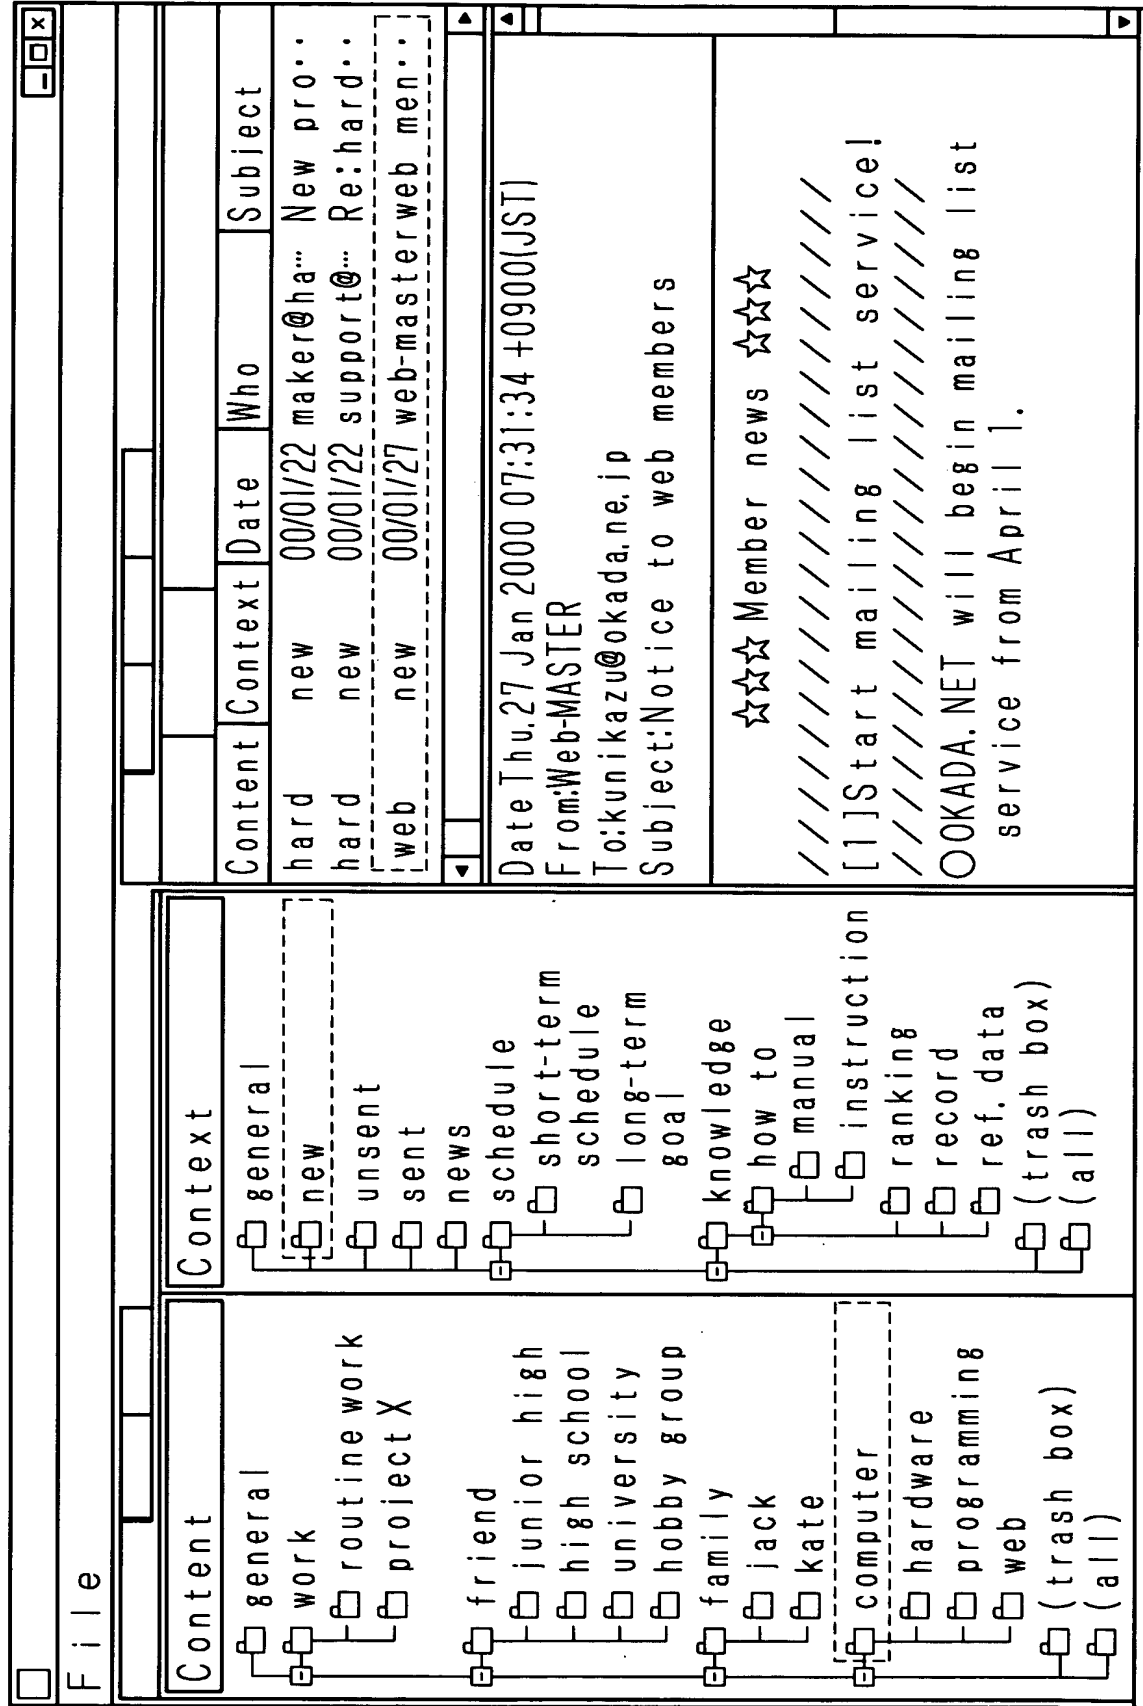 File
Content
general
work
routine work
project X
friend
junior high
high school
university
hobby group
family
jack
kate
computer
hardware
programming
web
(trash box)
(all)
Context
general
new
unsent
sent
news
schedule
short-term
schedule
long-term
goal
knowledge
how to
manual
instruction
ranking
record
ref.data
(trash box)
(all)
Content Context Date Who Subject
hard new 00/01/22 maker@ha… New pro··
hard new 00/01/22 support@… Re:hard··
web new 00/01/27 web-masterweb men··
Date Thu,27 Jan 2000 07:31:34 +0900(JST)
From:Web-MASTER
To:kunikazu@okada.ne.jp
Subject:Notice to web members
☆☆☆Member news ☆☆☆
/ / / / / / / / / / / / / / / / / / / / / /
[1]Start mailing list service!
/ / / / / / / / / / / / / / / / / / / / / /
○OKADA.NET will begin mailing list
service from April 1.